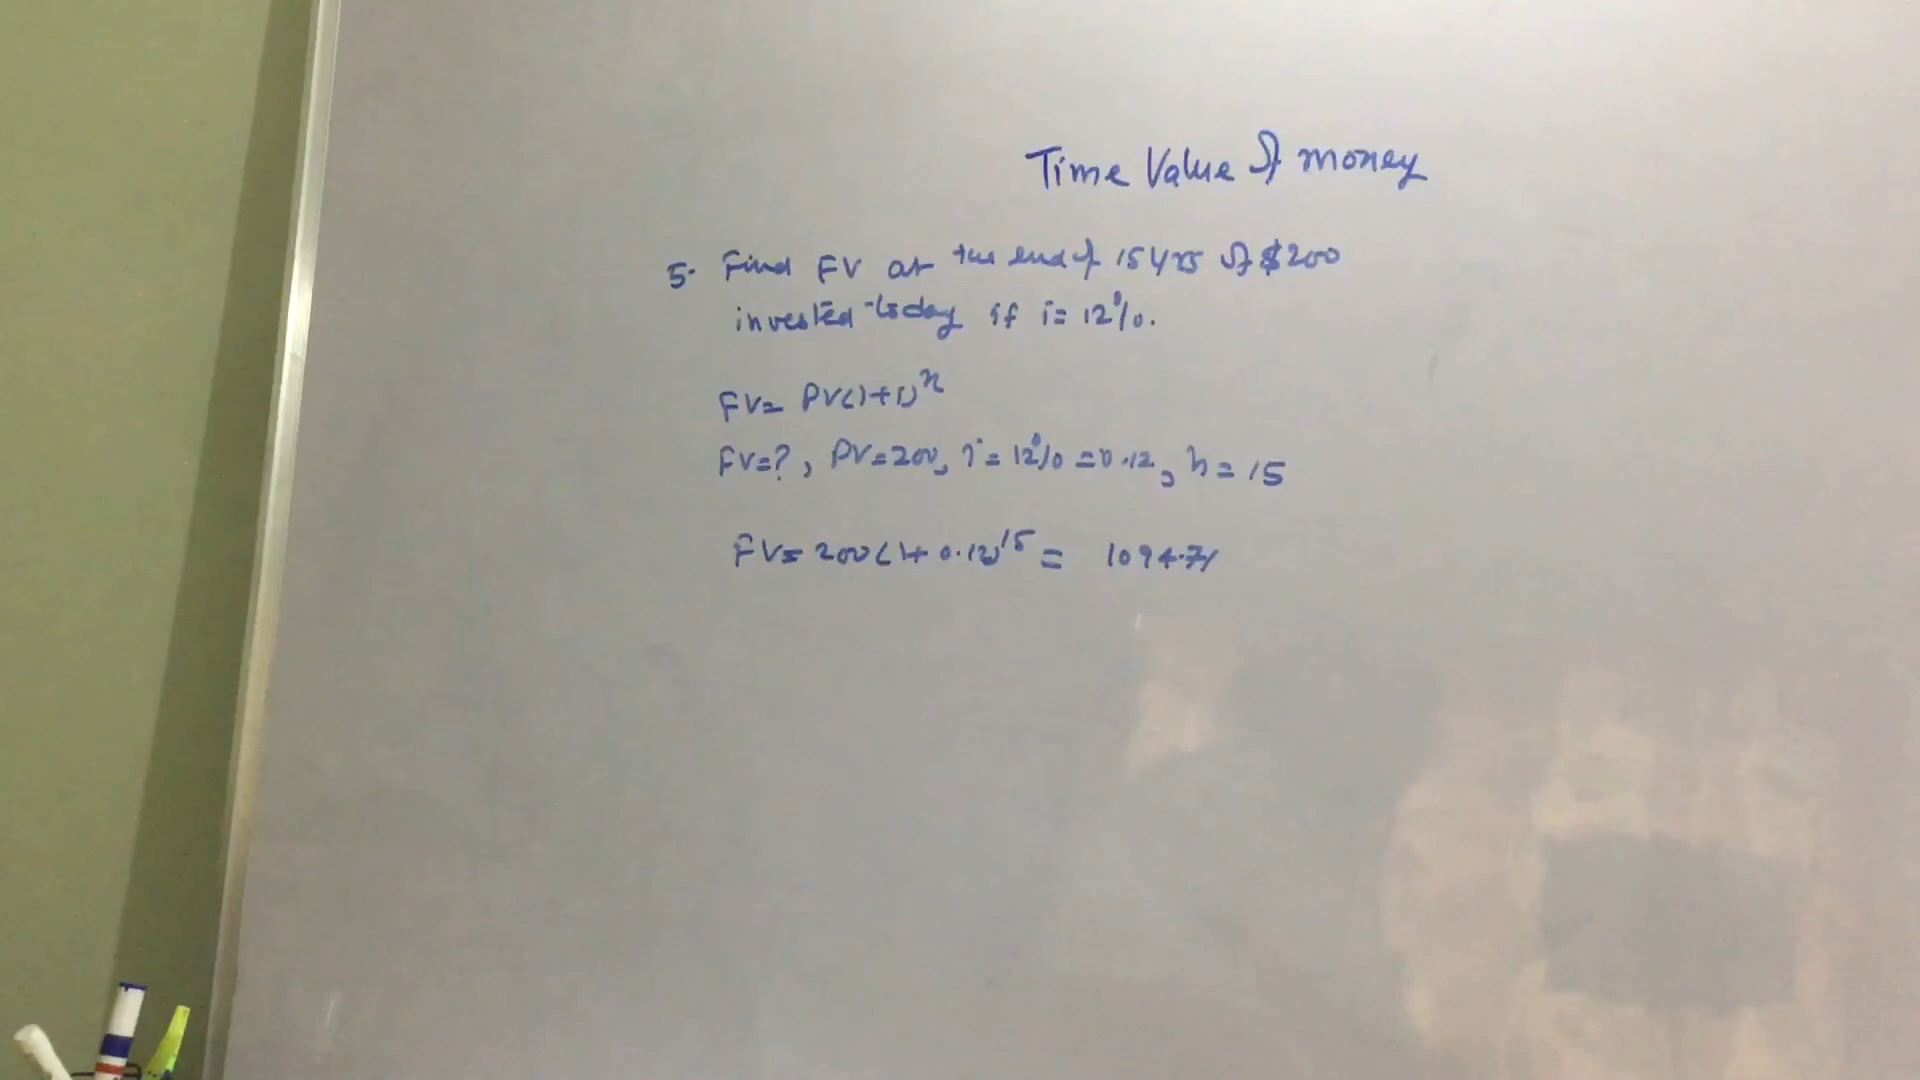 Time Value of money
5. Find FV at the end of 15 yrs of $200
invested today if i= 12%.
FV= PV(1+i)^n
FV=?, PV=200, i=12%=0.12, n=15
FV= 200(1+0.12)^15 = 1094.71